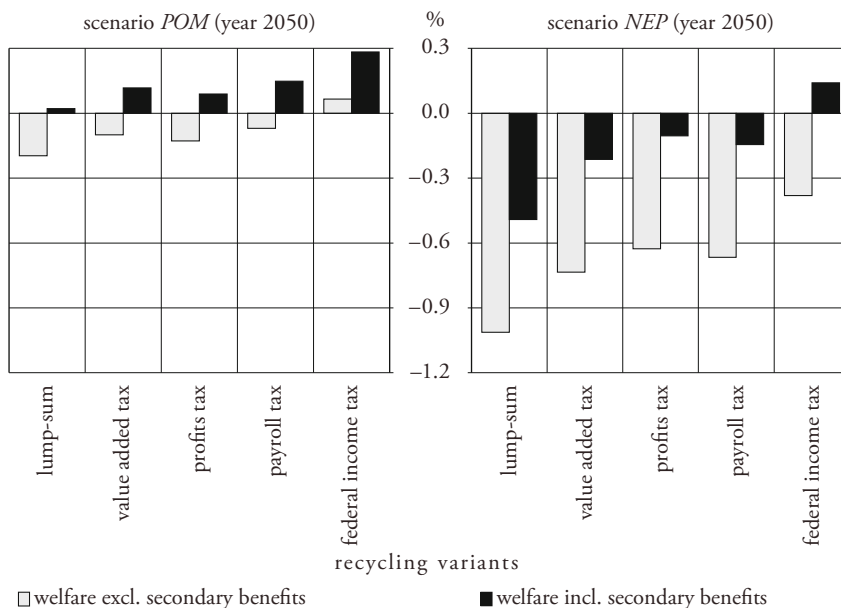 scenario POM (year 2050)
%
scenario NEP (year 2050)
0.3
0.0
−0.3
−0.6
−0.9
−1.2
lump-sum
value added tax
profits tax
payroll tax
federal income tax
lump-sum
value added tax
profits tax
payroll tax
federal income tax
recycling variants
welfare excl. secondary benefits
welfare incl. secondary benefits